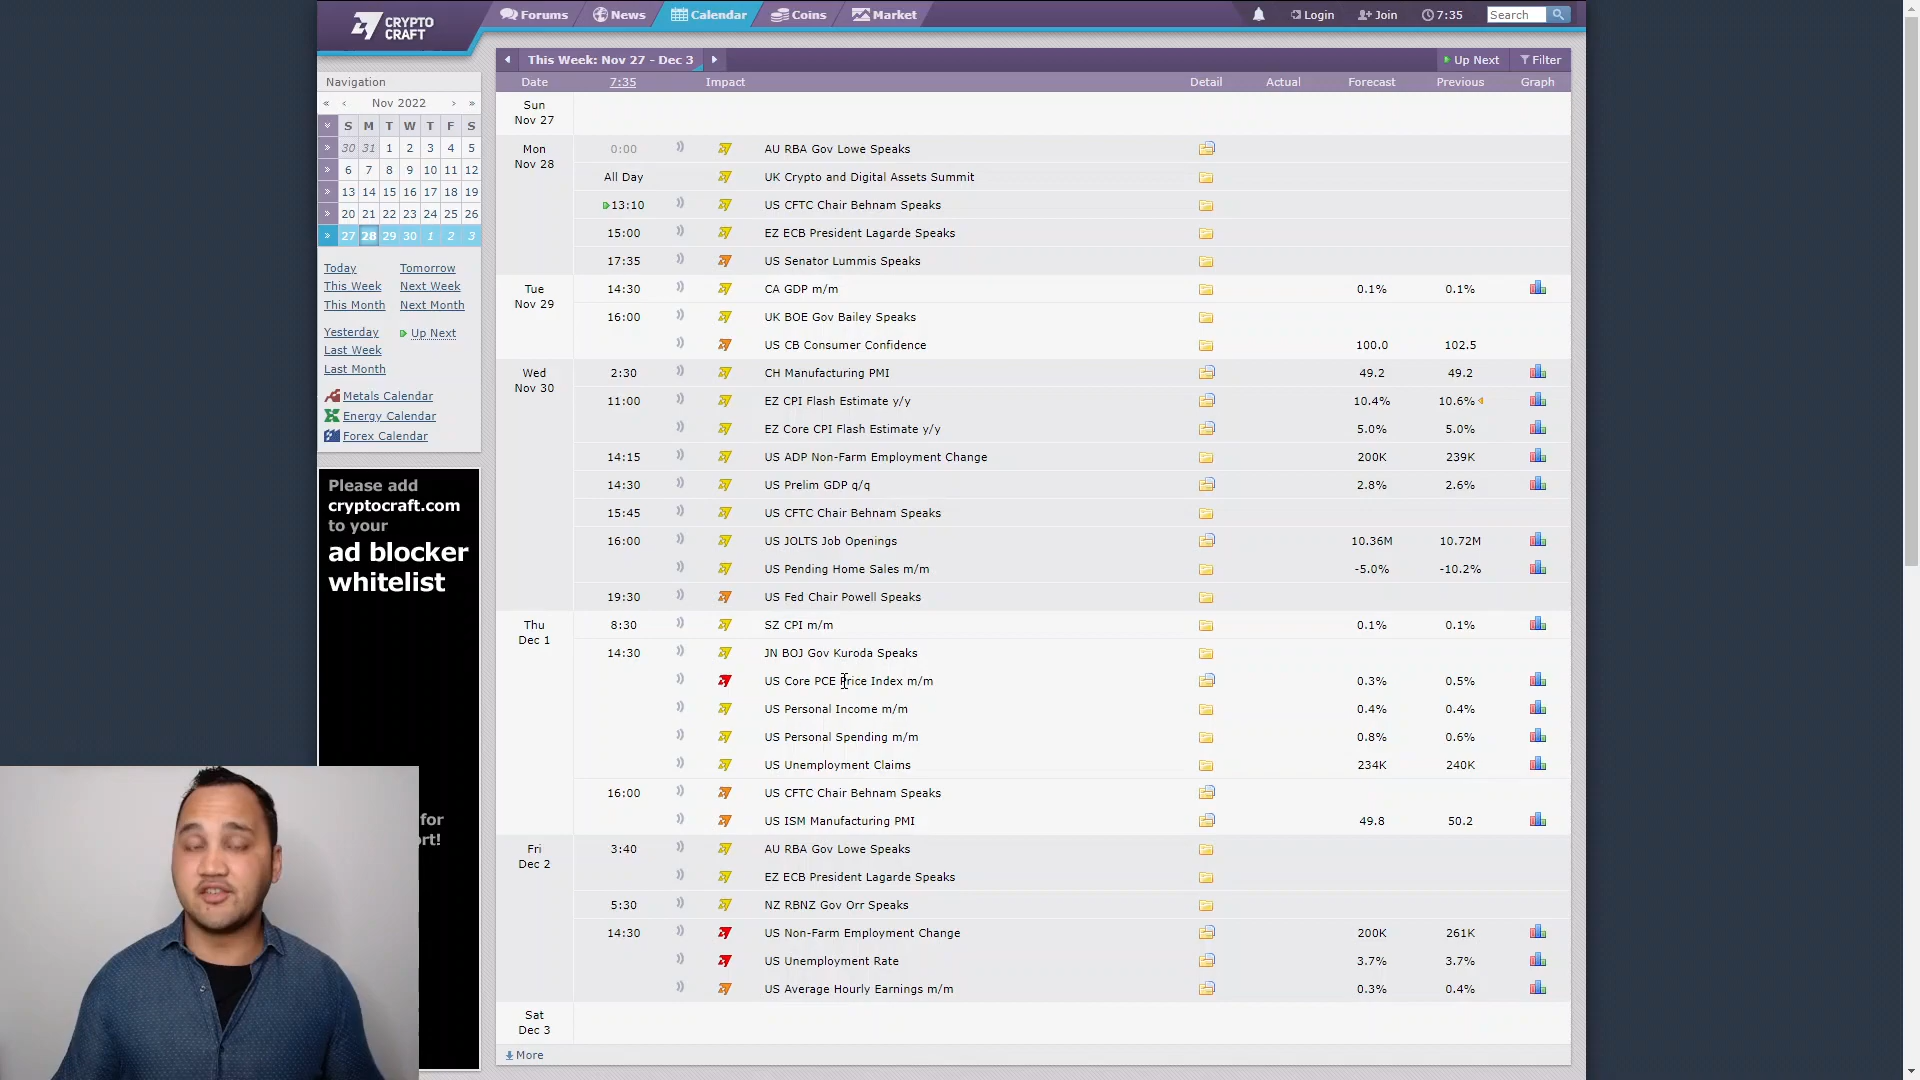 CRYPTO
CRAFT
Forums News Calendar Coins Market Login Join 7:35 Search
Navigation
« ‹ Nov 2022 › »
S M T W T F S
30 31 1 2 3 4 5
6 7 8 9 10 11 12
13 14 15 16 17 18 19
20 21 22 23 24 25 26
27 28 29 30 1 2 3
Today Tomorrow
This Week Next Week
This Month Next Month
Yesterday Up Next
Last Week
Last Month
Metals Calendar
Energy Calendar
Forex Calendar
Please add
cryptocraft.com
to your
ad blocker
whitelist
for
rt!
This Week: Nov 27 - Dec 3 Up Next Filter
Date 7:35 Impact Detail Actual Forecast Previous Graph
Sun
Nov 27
Mon
Nov 28
0:00 AU RBA Gov Lowe Speaks
All Day UK Crypto and Digital Assets Summit
13:10 US CFTC Chair Behnam Speaks
15:00 EZ ECB President Lagarde Speaks
17:35 US Senator Lummis Speaks
Tue
Nov 29
14:30 CA GDP m/m 0.1% 0.1%
16:00 UK BOE Gov Bailey Speaks
US CB Consumer Confidence 100.0 102.5
Wed
Nov 30
2:30 CH Manufacturing PMI 49.2 49.2
11:00 EZ CPI Flash Estimate y/y 10.4% 10.6%
EZ Core CPI Flash Estimate y/y 5.0% 5.0%
14:15 US ADP Non-Farm Employment Change 200K 239K
14:30 US Prelim GDP q/q 2.8% 2.6%
15:45 US CFTC Chair Behnam Speaks
16:00 US JOLTS Job Openings 10.36M 10.72M
US Pending Home Sales m/m -5.0% -10.2%
19:30 US Fed Chair Powell Speaks
Thu
Dec 1
8:30 SZ CPI m/m 0.1% 0.1%
14:30 JN BOJ Gov Kuroda Speaks
US Core PCE Price Index m/m 0.3% 0.5%
US Personal Income m/m 0.4% 0.4%
US Personal Spending m/m 0.8% 0.6%
US Unemployment Claims 234K 240K
16:00 US CFTC Chair Behnam Speaks
US ISM Manufacturing PMI 49.8 50.2
Fri
Dec 2
3:40 AU RBA Gov Lowe Speaks
EZ ECB President Lagarde Speaks
5:30 NZ RBNZ Gov Orr Speaks
14:30 US Non-Farm Employment Change 200K 261K
US Unemployment Rate 3.7% 3.7%
US Average Hourly Earnings m/m 0.3% 0.4%
Sat
Dec 3
More